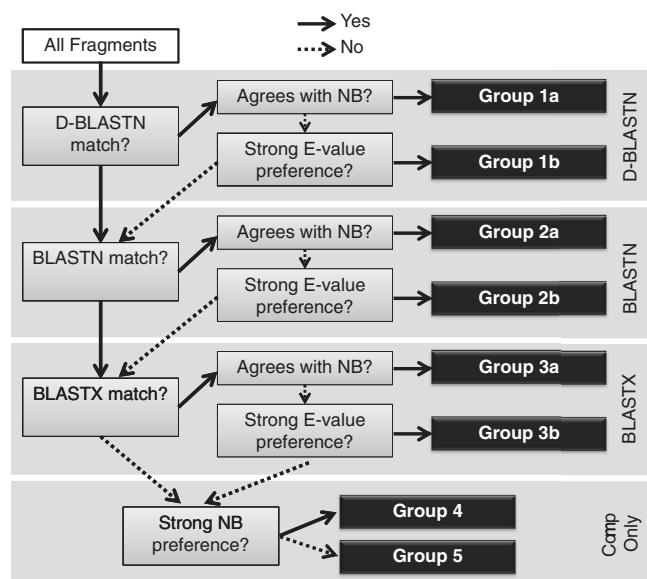 All Fragments
Yes
No
D-BLASTN
match?
Agrees with NB?
Group 1a
Strong E-value
preference?
Group 1b
D-BLASTN
BLASTN match?
Agrees with NB?
Group 2a
Strong E-value
preference?
Group 2b
BLASTN
BLASTX match?
Agrees with NB?
Group 3a
Strong E-value
preference?
Group 3b
BLASTX
Strong NB
preference?
Group 4
Group 5
Comp
Only